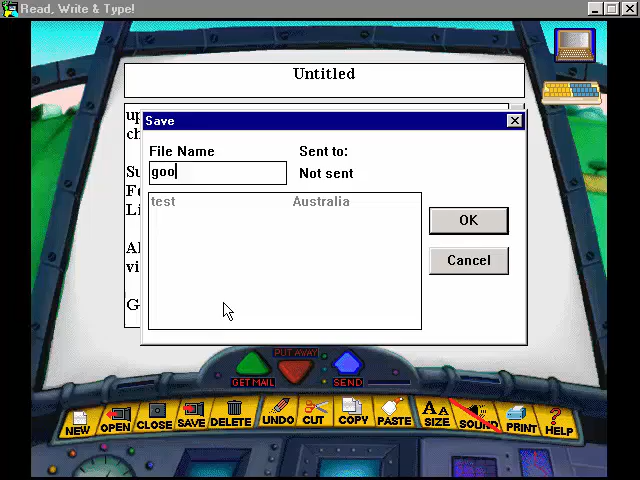 Read, Write & Type!
Untitled
up
ch
Save
File Name
Sent to:
goo
Not sent
Su
Fe
Li
test
Australia
OK
Al
vi
Cancel
G
PUT AWAY
GET MAIL
SEND
NEW
OPEN
CLOSE
SAVE
DELETE
UNDO
CUT
COPY
PASTE
AA
SIZE
SOUND
PRINT
?
HELP